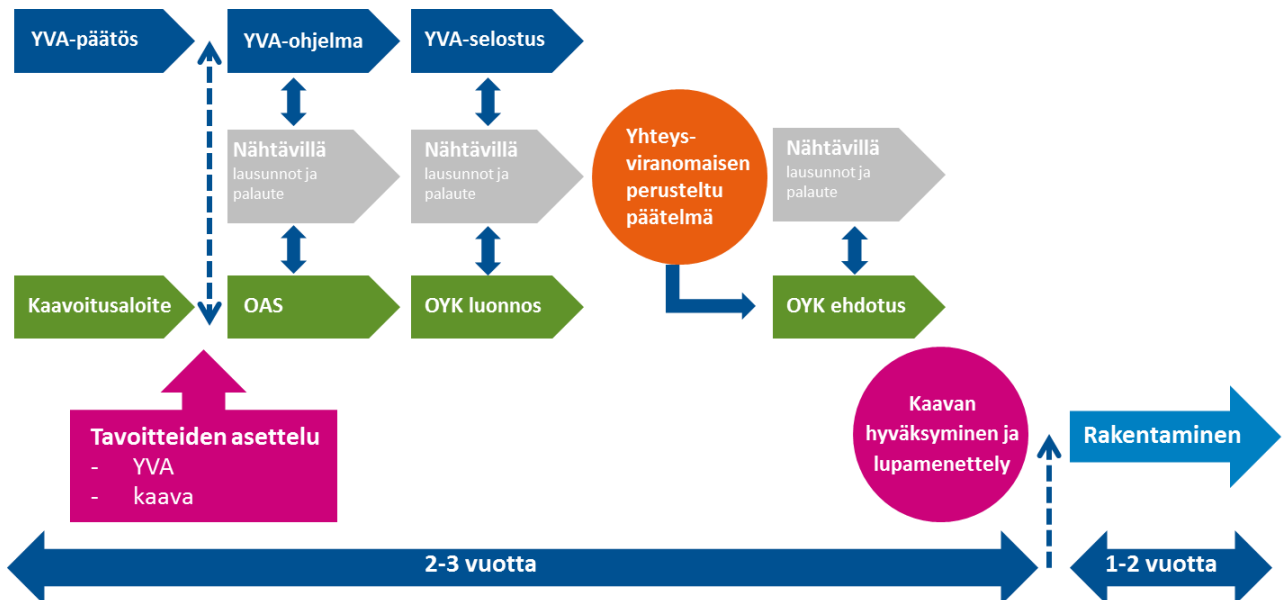 YVA-päätös
YVA-ohjelma
YVA-selostus
Nähtävillä
lausunnot ja
palaute
Nähtävillä
lausunnot ja
palaute
Yhteys-
viranomaisen
perusteltu
päätelmä
Nähtävillä
lausunnot ja
palaute
Kaavoitusaloite
OAS
OYK luonnos
OYK ehdotus
Tavoitteiden asettelu
- YVA
- kaava
Kaavan
hyväksyminen ja
lupamenettely
Rakentaminen
2-3 vuotta
1-2 vuotta